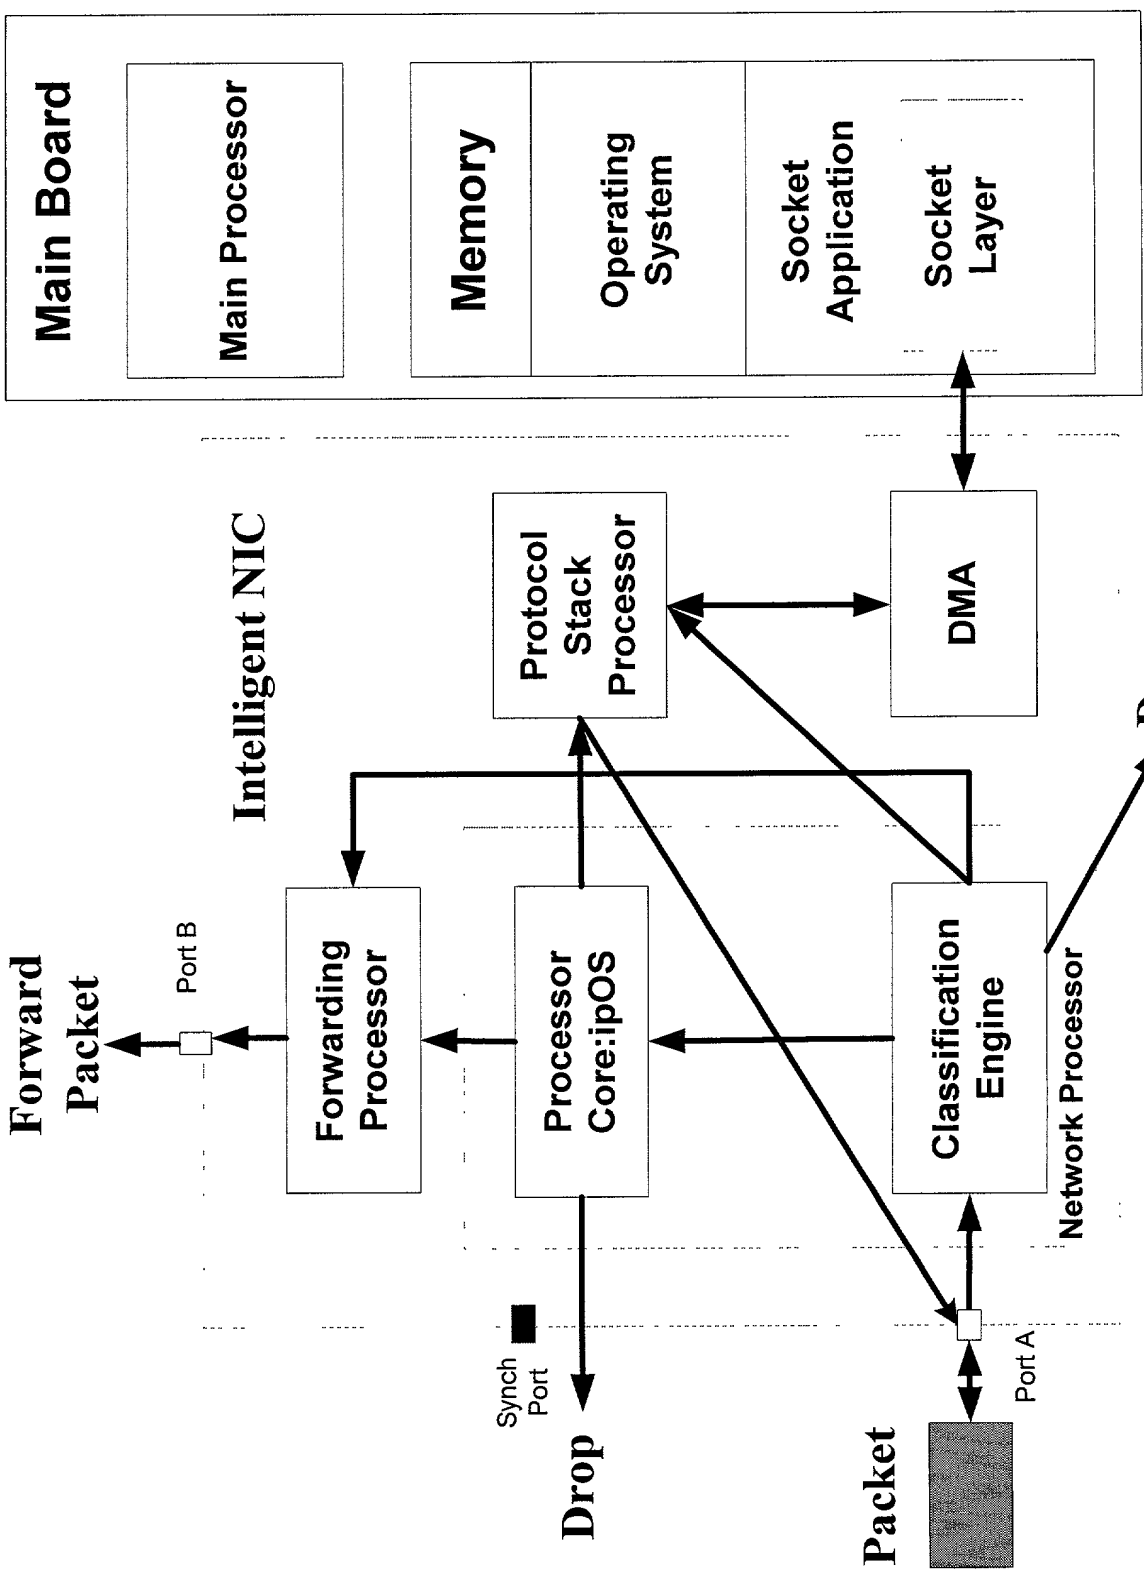 Main Board
Main Processor
Memory
Operating
System
Socket
Application
Socket
Layer
Intelligent NIC
Protocol
Stack
Processor
DMA
Forward
Packet
Port B
Forwarding
Processor
Processor
Core:ipOS
Classification
Engine
Network Processor
Synch
Port
Drop
Port A
Packet